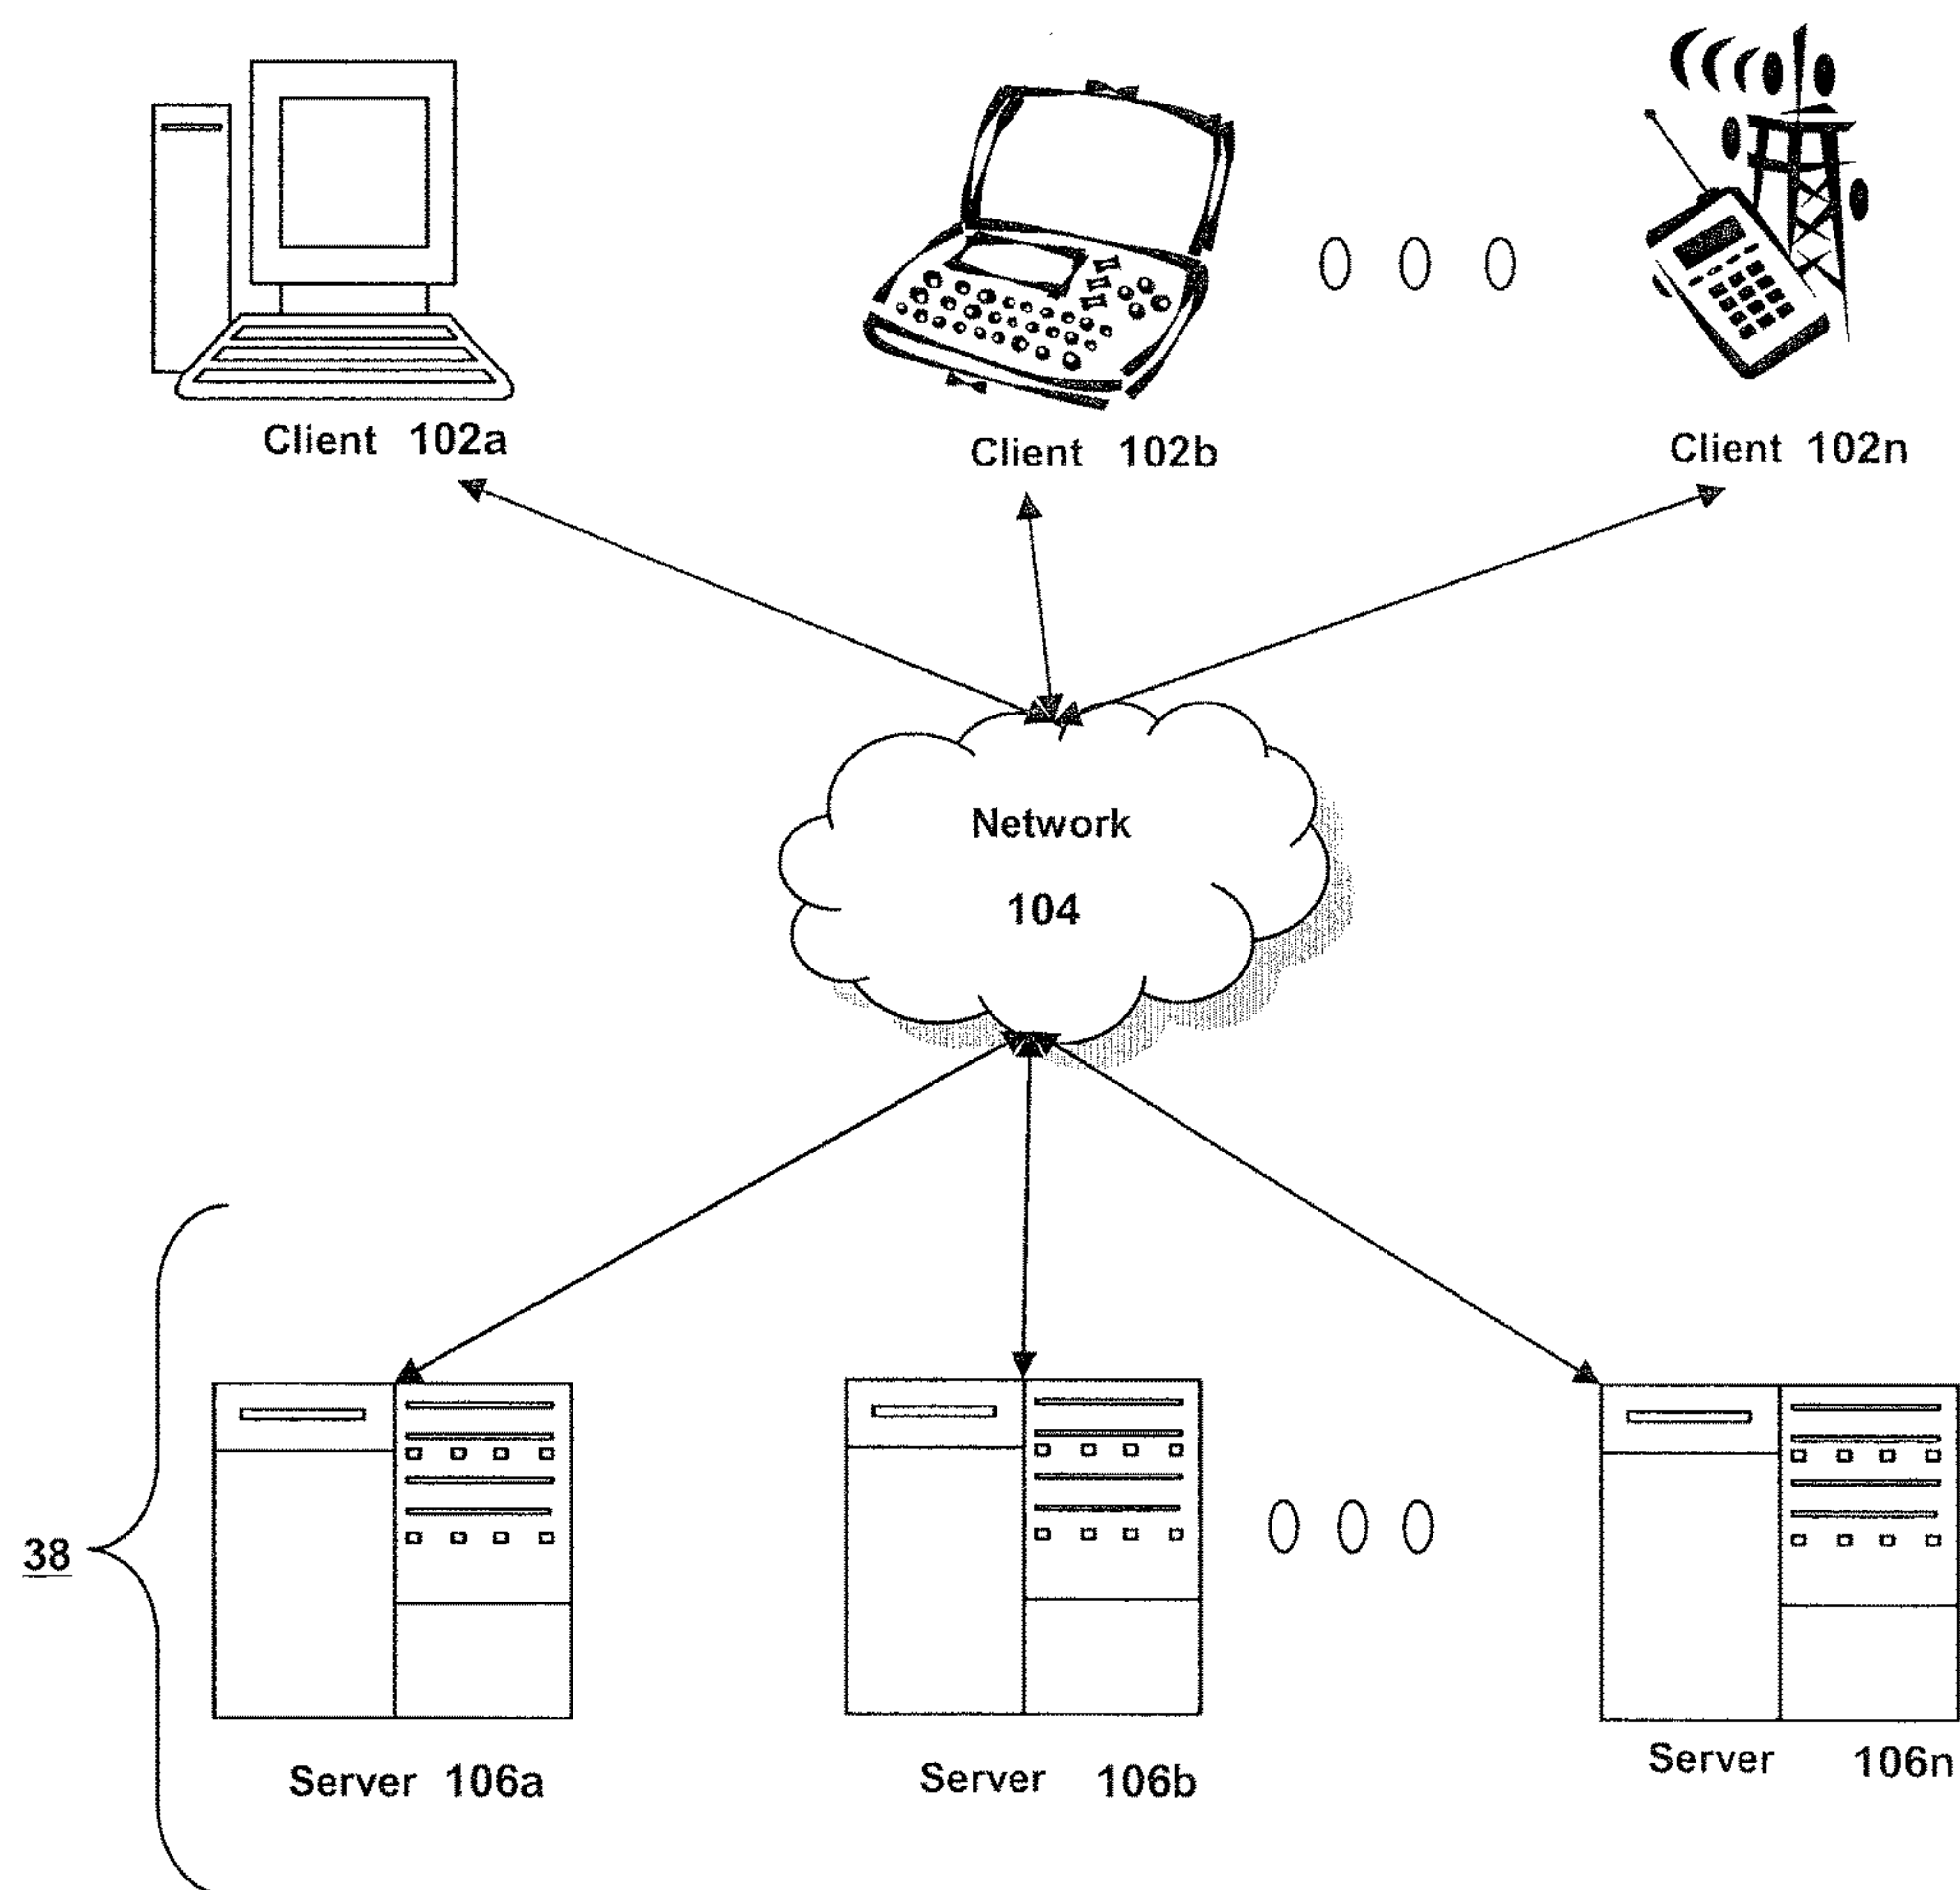 Client 102a
Client 102b
Client 102n
Network
104
38
Server 106a
Server 106b
Server 106n